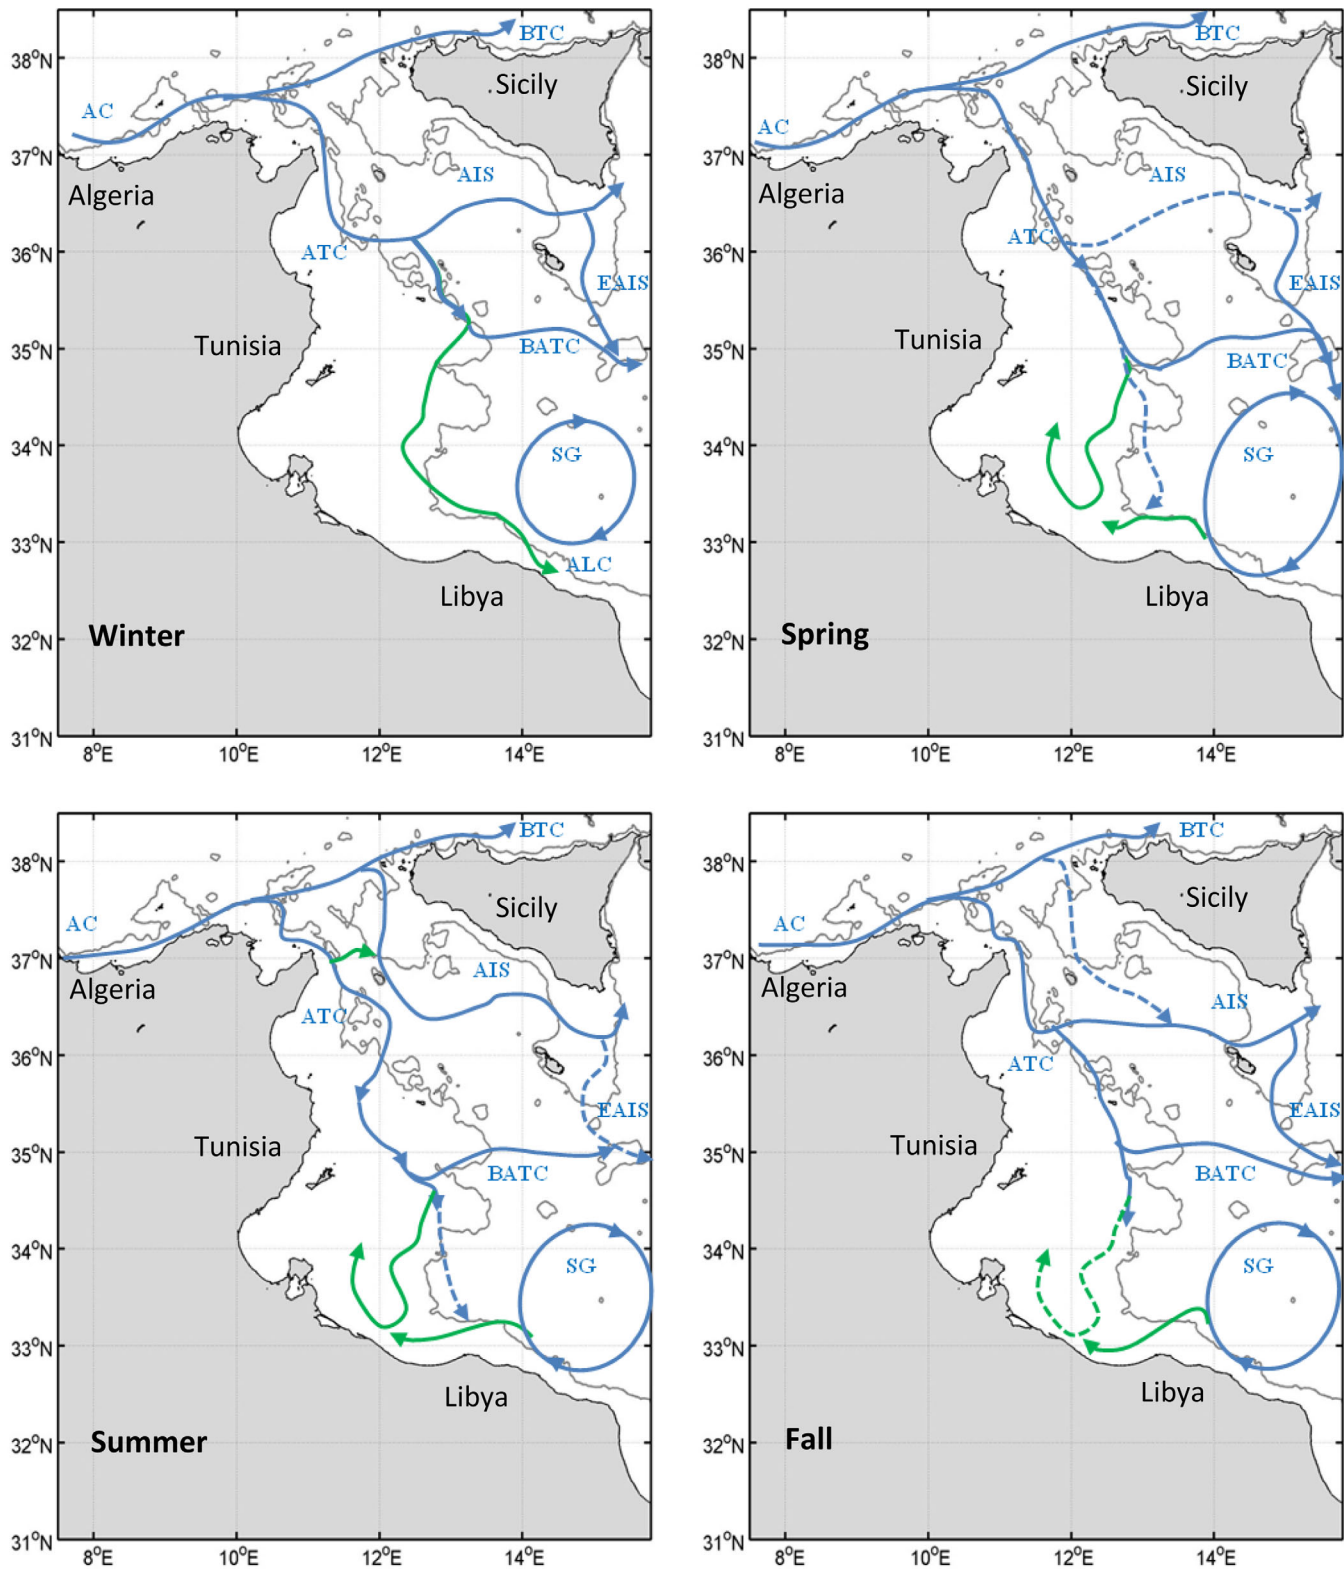 BTC
38°N
Sicily
AC
37°N
AIS
Algeria
ATC
36°N
EAIS
Tunisia
BATC
35°N
34°N
SG
33°N
ALC
Libya
Winter
32°N
31°N
8°E
10°E
12°E
14°E
BTC
38°N
Sicily
AC
37°N
AIS
Algeria
ATC
36°N
EAIS
Tunisia
BATC
35°N
34°N
SG
33°N
Libya
Spring
32°N
31°N
8°E
10°E
12°E
14°E
BTC
38°N
Sicily
AC
37°N
AIS
Algeria
ATC
36°N
EAIS
Tunisia
BATC
35°N
34°N
SG
33°N
Libya
Summer
32°N
31°N
8°E
10°E
12°E
14°E
BTC
38°N
Sicily
AC
37°N
AIS
Algeria
ATC
36°N
EAIS
Tunisia
BATC
35°N
34°N
SG
33°N
Libya
Fall
32°N
31°N
8°E
10°E
12°E
14°E